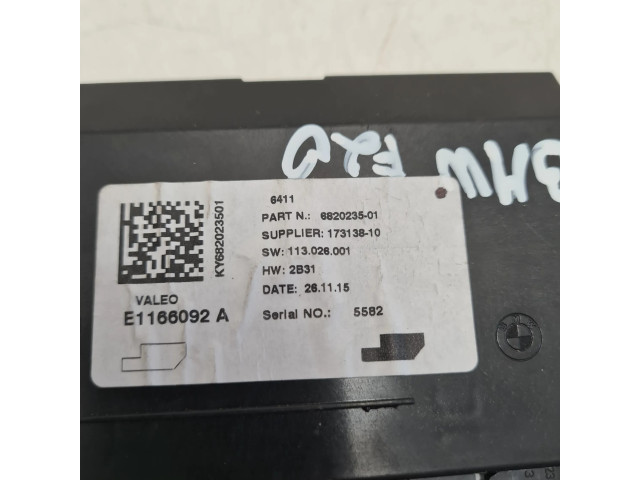 BMW F20
6411
PART N.: 6820235-01
SUPPLIER: 173138-10
SW: 113.026.001
HW: 2B31
DATE: 26.11.15
Serial NO.: 5582
KY682023501
VALEO
E1166092 A